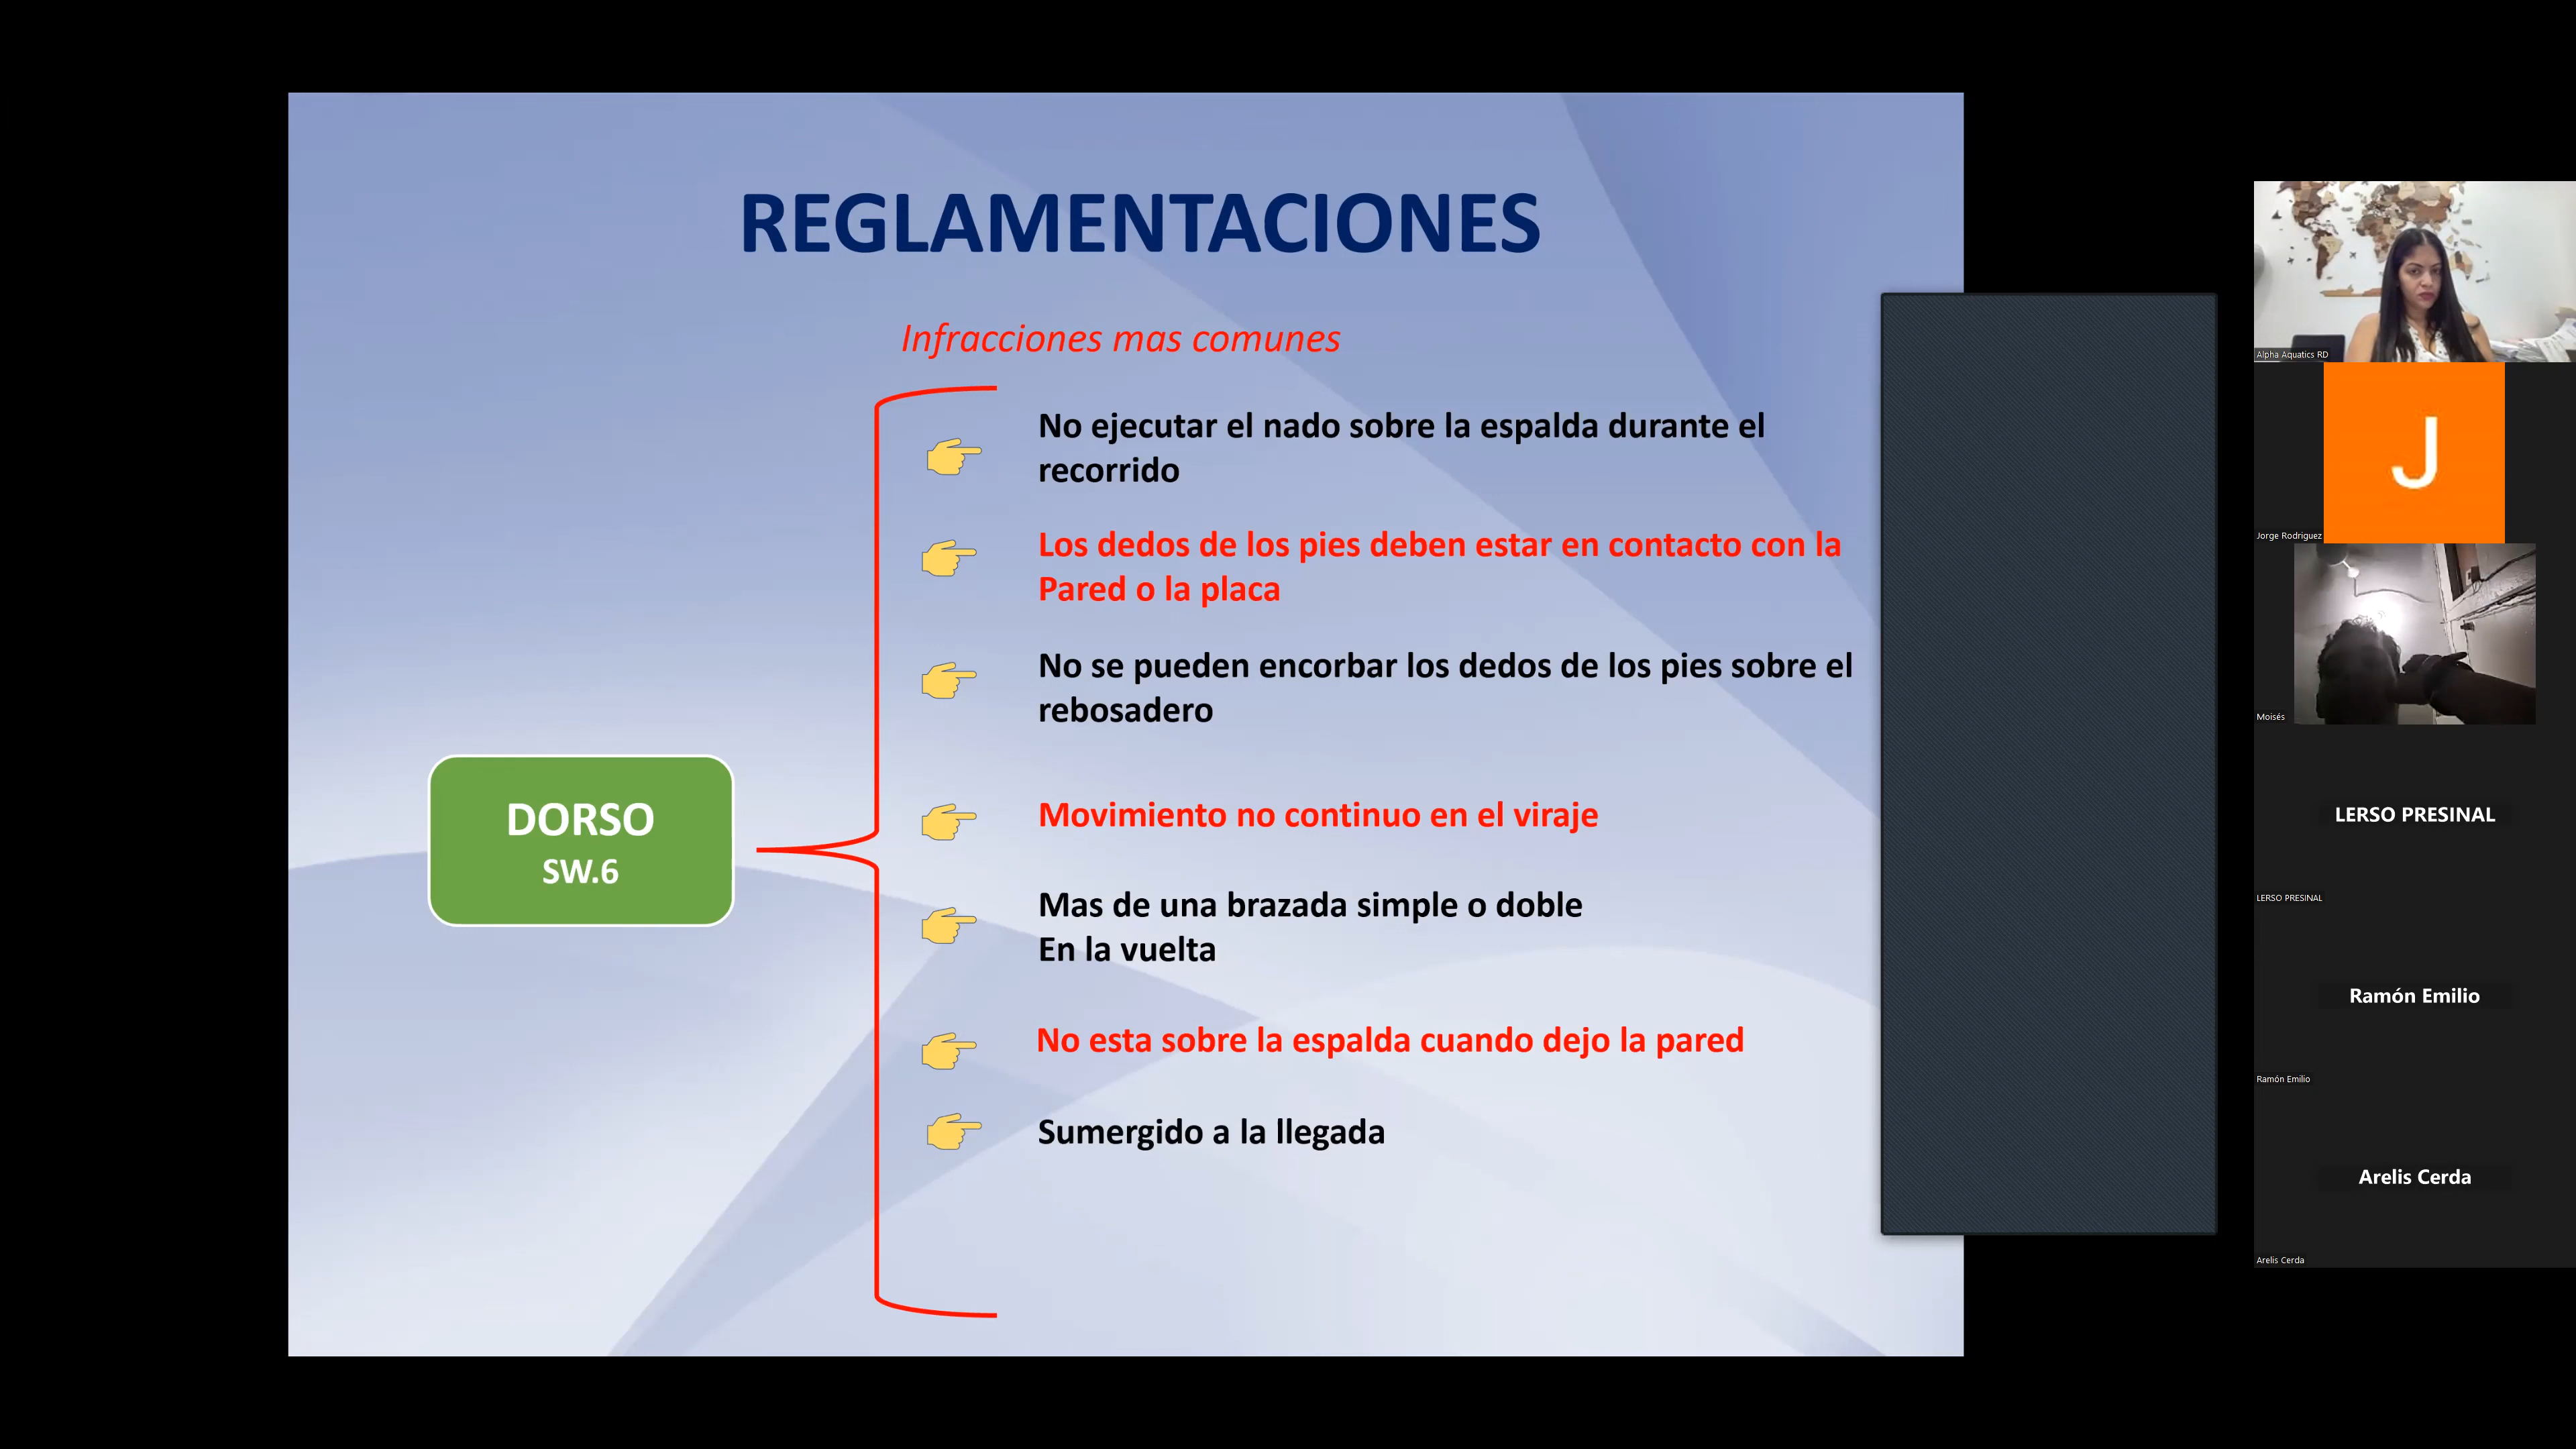 REGLAMENTACIONES
Infracciones mas comunes
No ejecutar el nado sobre la espalda durante el
recorrido
Los dedos de los pies deben estar en contacto con la
Pared o la placa
No se pueden encorbar los dedos de los pies sobre el
rebosadero
Movimiento no continuo en el viraje
Mas de una brazada simple o doble
En la vuelta
No esta sobre la espalda cuando dejo la pared
Sumergido a la llegada
DORSO
SW.6
Alpha Aquatics RD
J
Jorge Rodriguez
Moisés
LERSO PRESINAL
LERSO PRESINAL
Ramón Emilio
Ramón Emilio
Arelis Cerda
Arelis Cerda